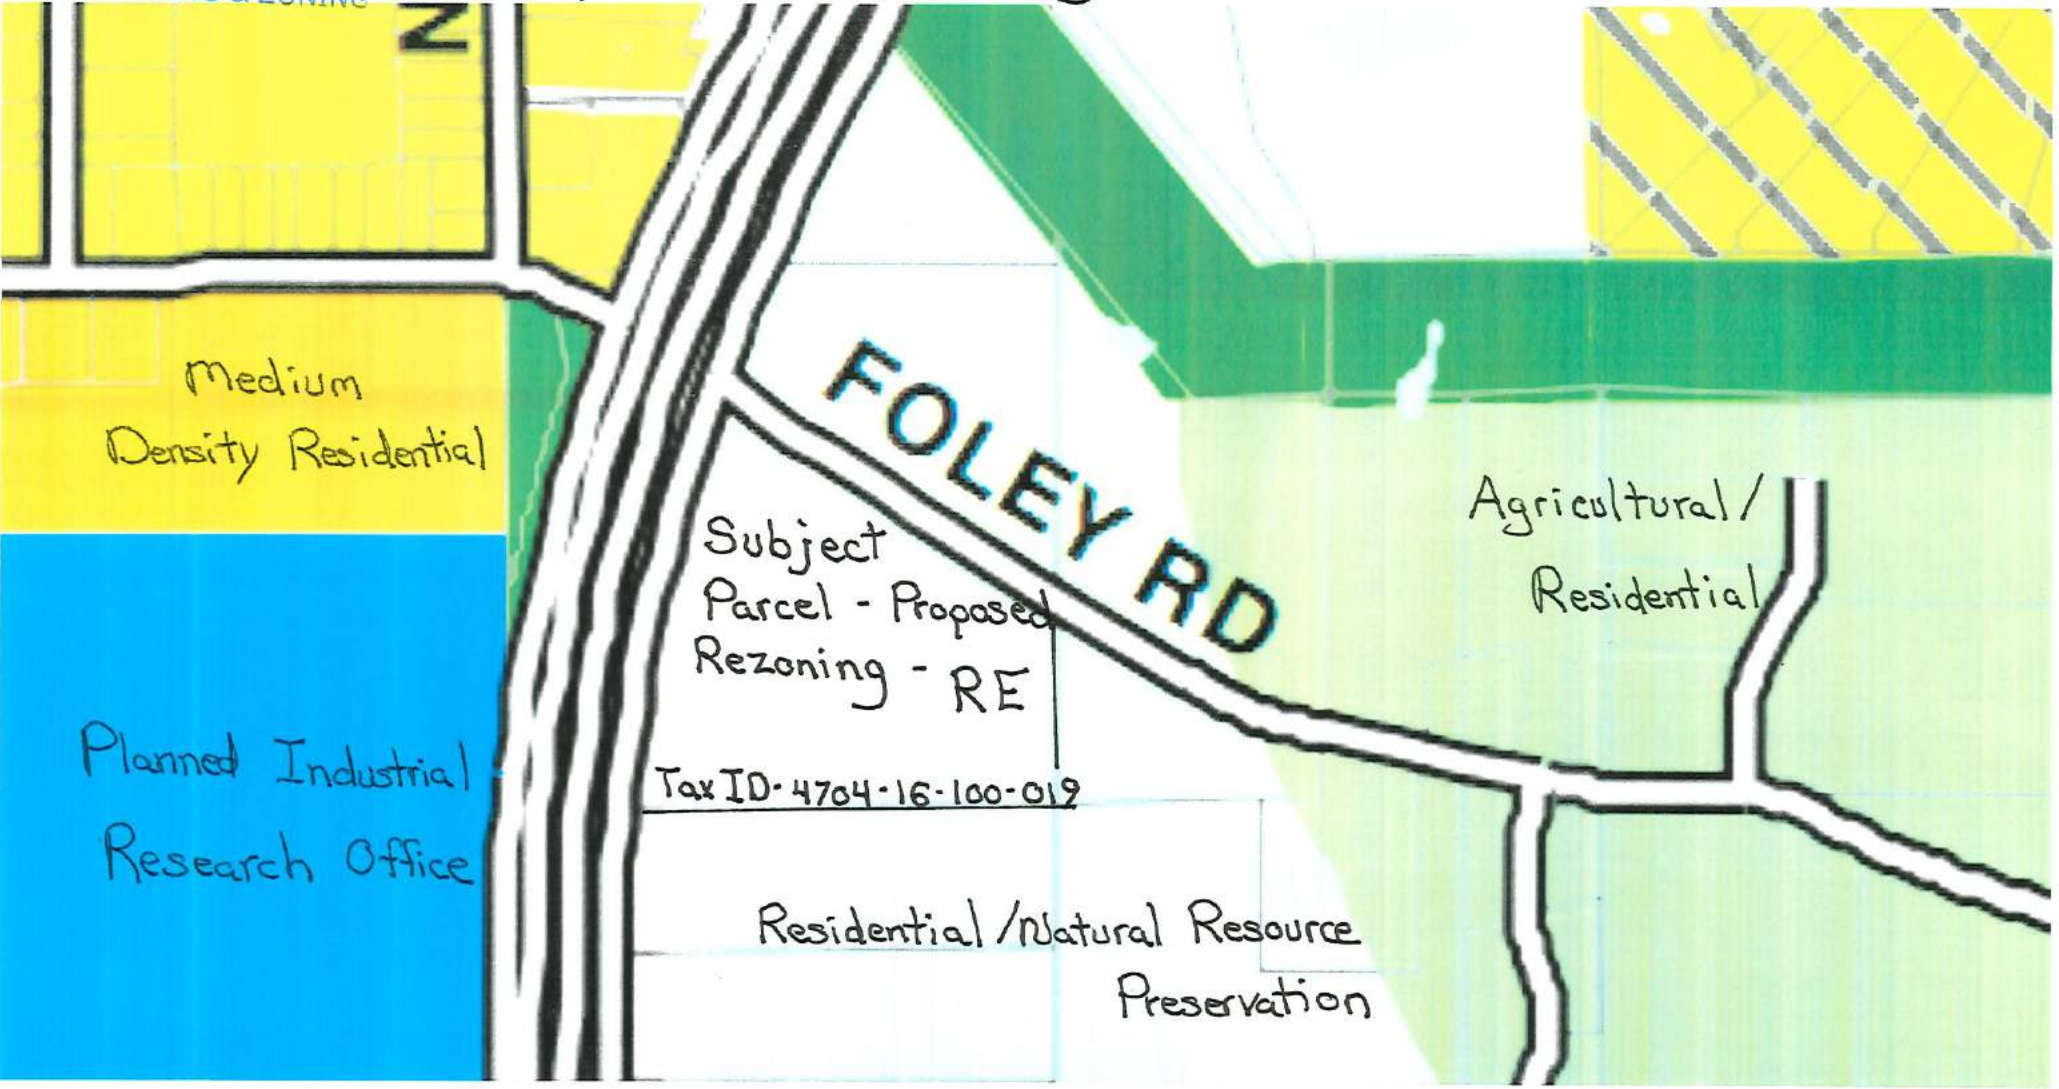 & ZONING
N
FOLEY RD
Medium
Density Residential
Subject
Parcel - Proposed
Rezoning - RE
Tax ID- 4704-16-100-019
Agricultural/
Residential
Planned Industrial
Research Office
Residential/Natural Resource
Preservation